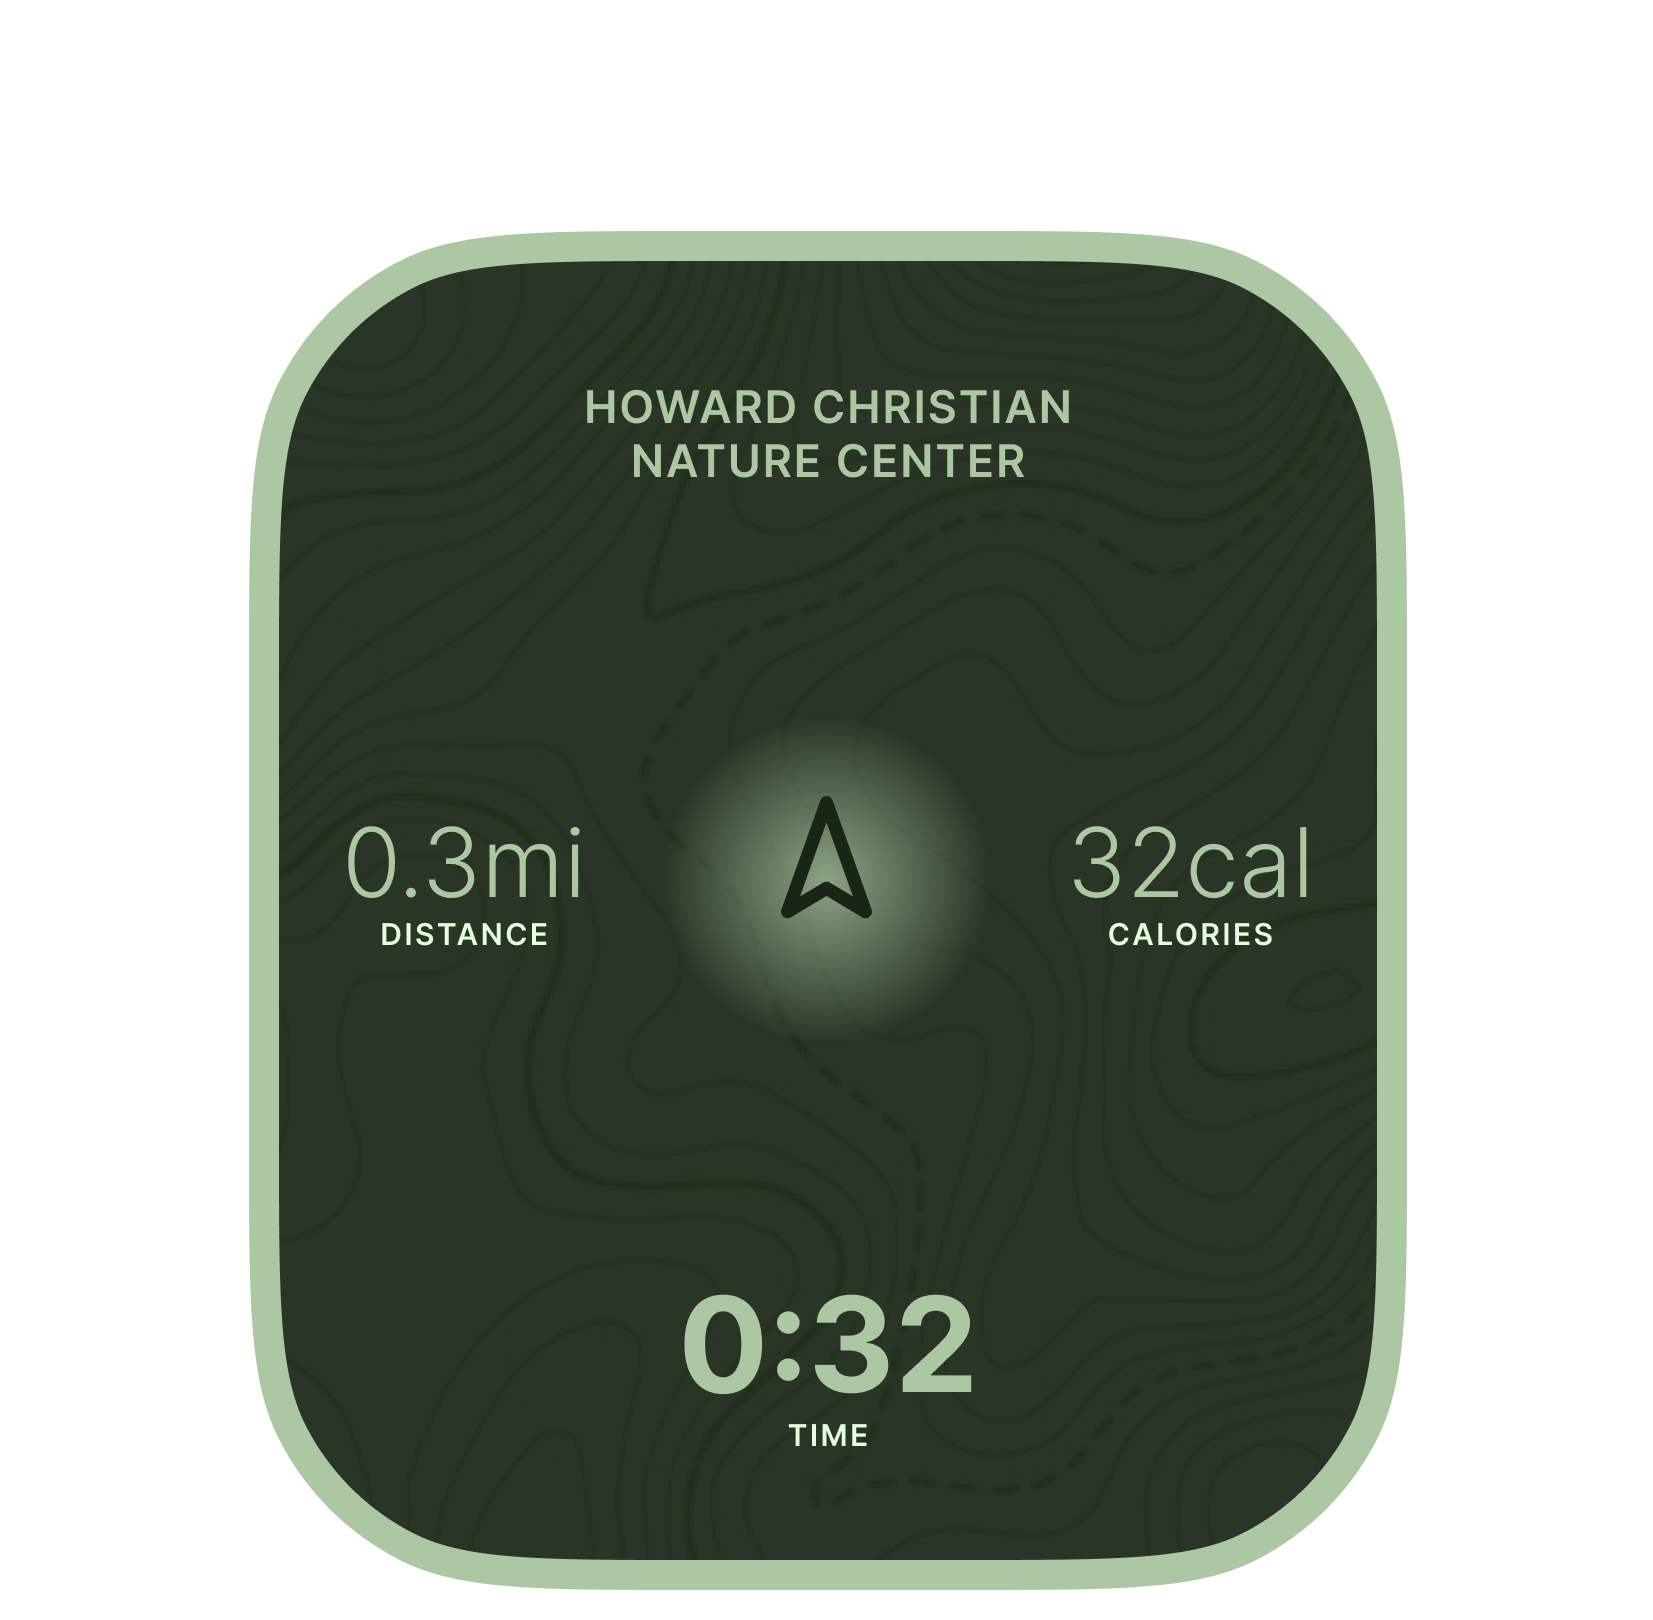 HOWARD CHRISTIAN
NATURE CENTER
0.3mi
DISTANCE
32cal
CALORIES
0:32
TIME